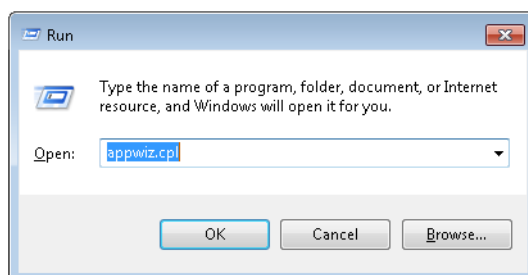 Run
Type the name of a program, folder, document, or Internet
resource, and Windows will open it for you.
Open: appwiz.cpl
OK Cancel Browse...